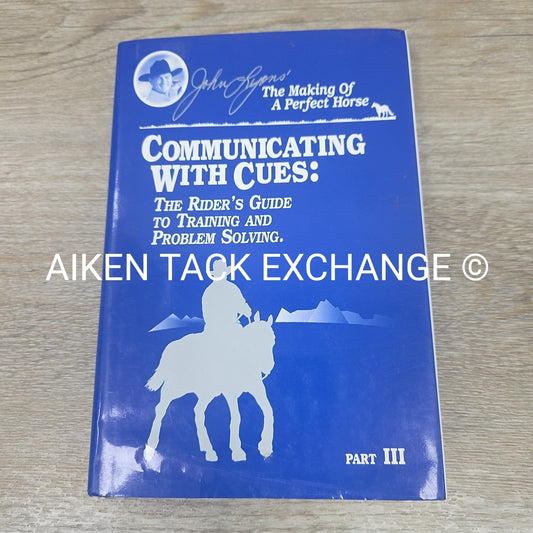 John Lyons'
The Making Of
A Perfect Horse
COMMUNICATING
WITH CUES:
THE RIDER'S GUIDE
TO TRAINING AND
PROBLEM SOLVING.
AIKEN TACK EXCHANGE ©
PART III